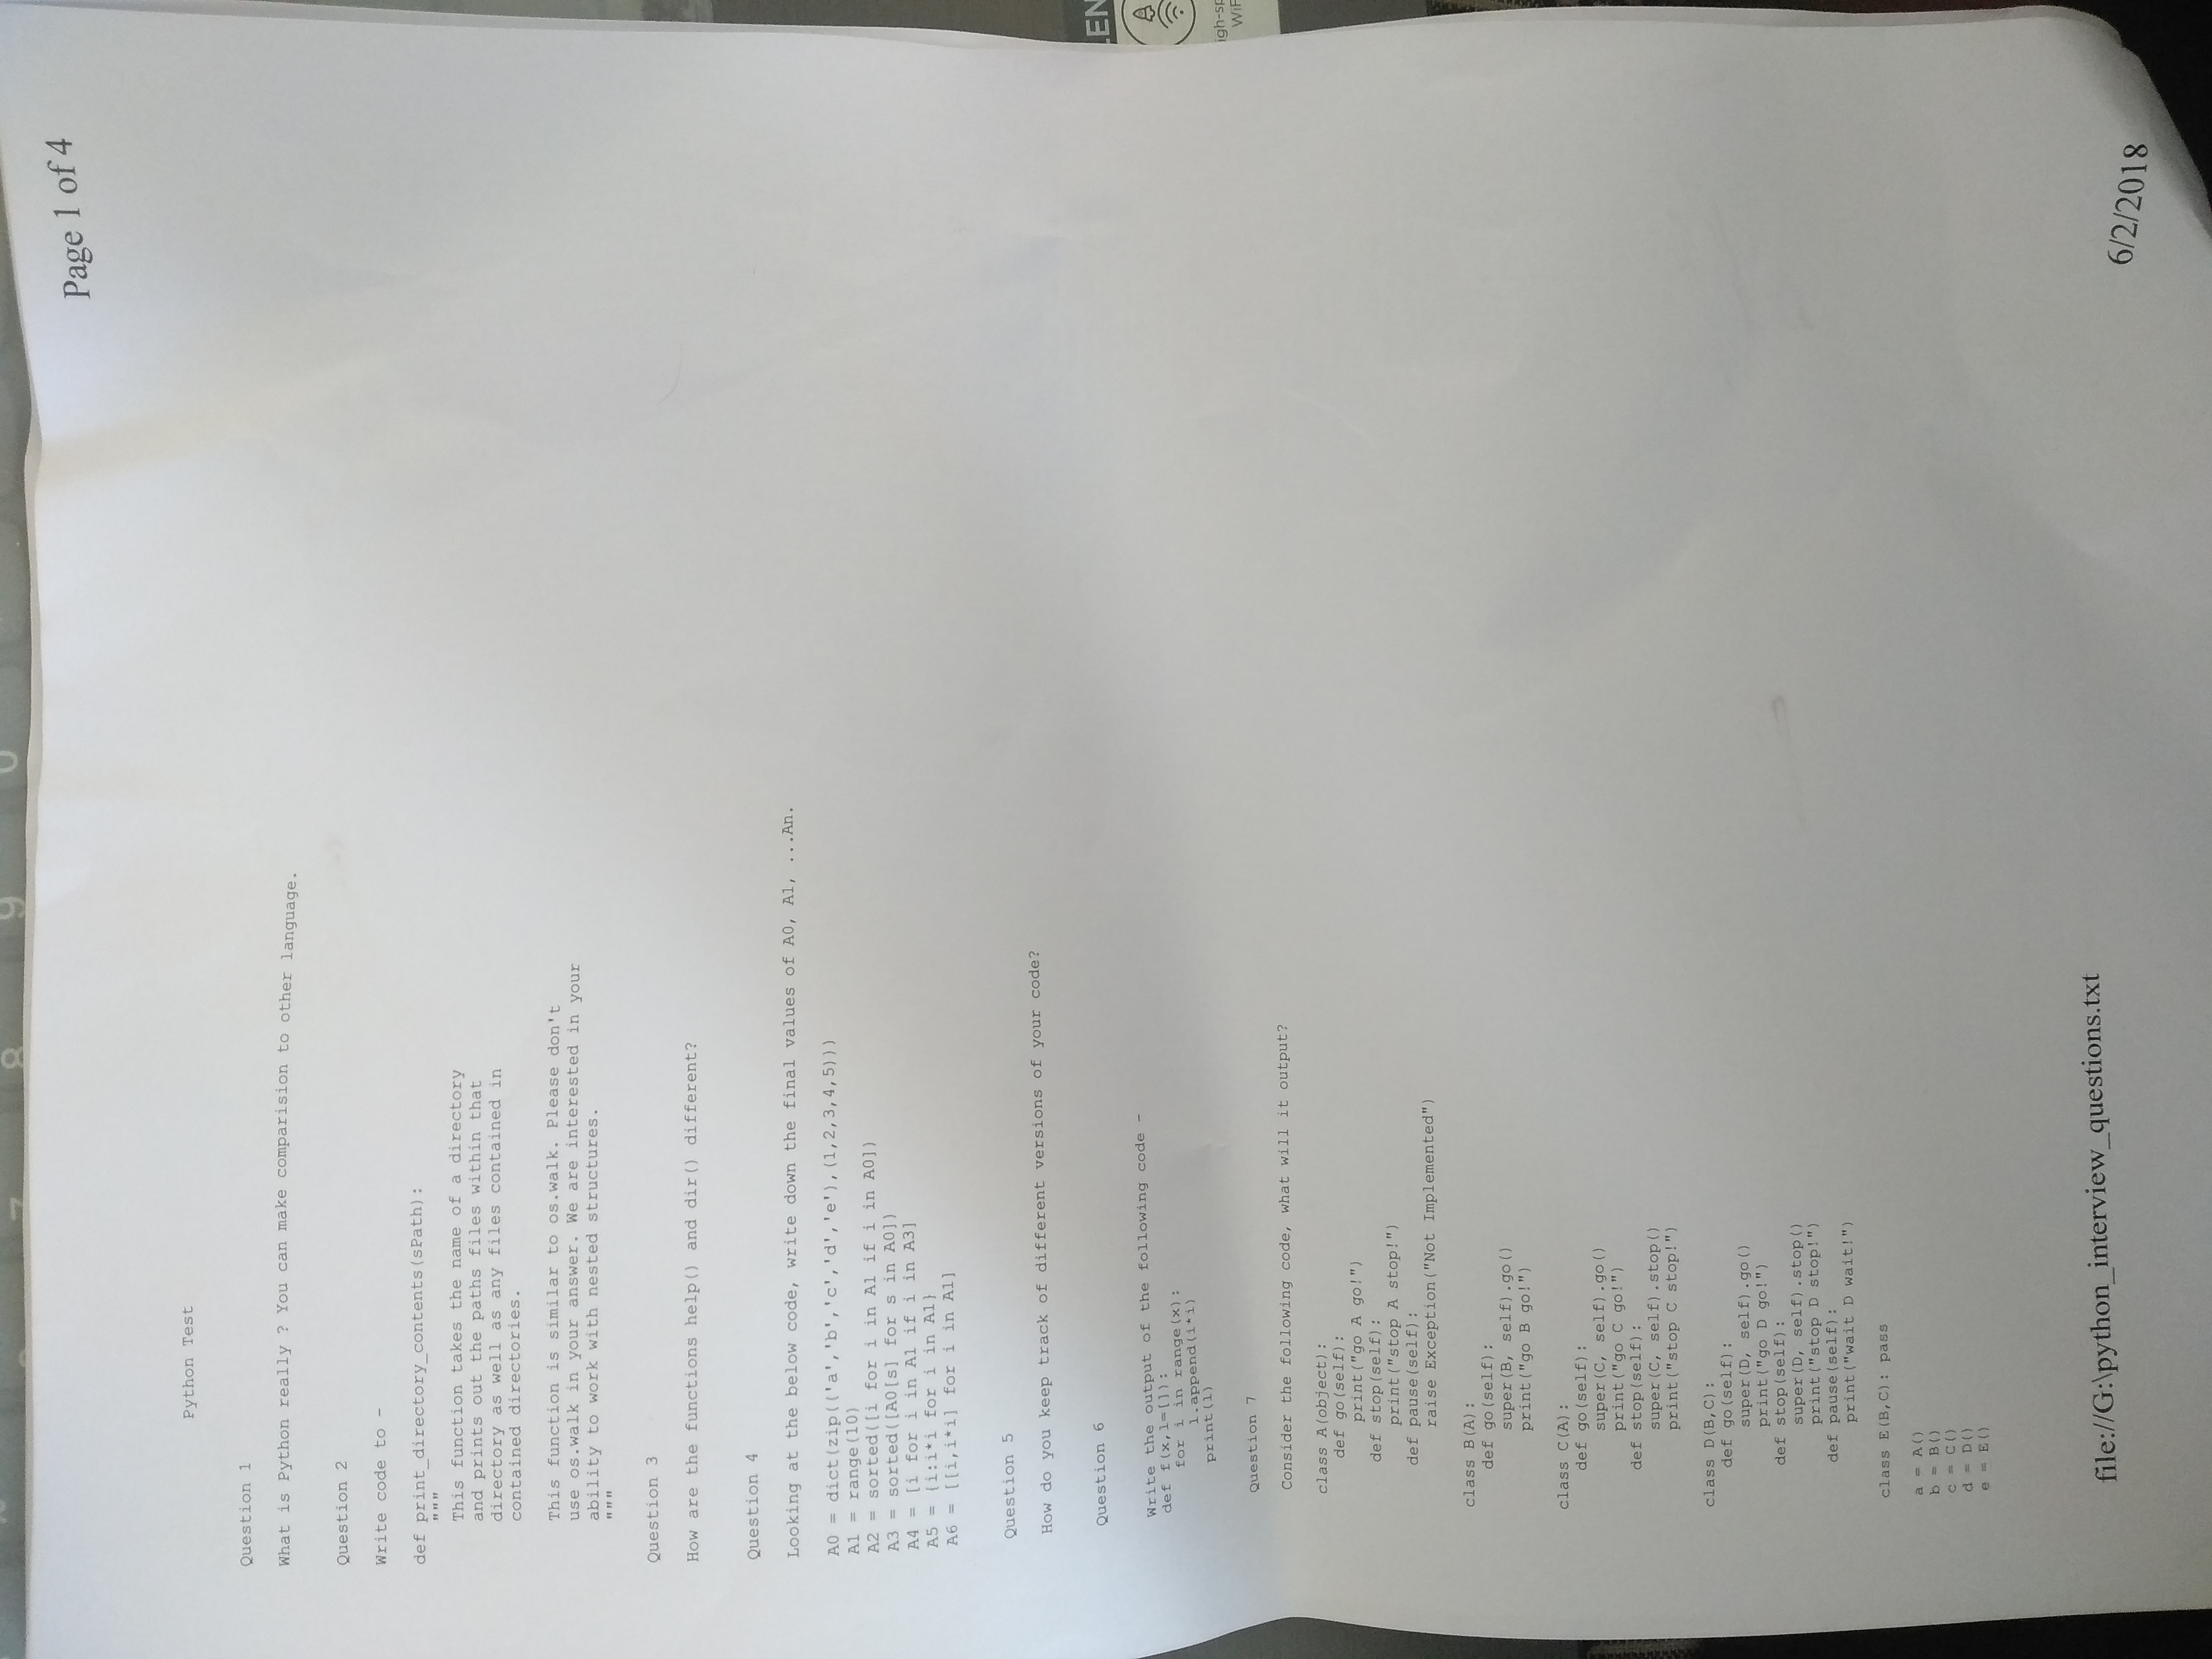 Page 1 of 4
Python Test
Question 1
What is Python really ? You can make comparision to other language.
Question 2
Write code to -
def print_directory_contents(sPath):
"""
This function takes the name of a directory
and prints out the paths files within that
directory as well as any files contained in
contained directories.
This function is similar to os.walk. Please don't
use os.walk in your answer. We are interested in your
ability to work with nested structures.
"""
Question 3
How are the functions help() and dir() different?
Question 4
Looking at the below code, write down the final values of A0, A1, ...An.
A0 = dict(zip(('a','b','c','d','e'),(1,2,3,4,5)))
A1 = range(10)
A2 = sorted([i for i in A1 if i in A0])
A3 = sorted([A0[s] for s in A0])
A4 = [i for i in A1 if i in A3]
A5 = {i:i*i for i in A1}
A6 = [[i,i*i] for i in A1]
Question 5
How do you keep track of different versions of your code?
Question 6
Write the output of the following code -
def f(x,l=[]):
for i in range(x):
l.append(i*i)
print(l)
Question 7
Consider the following code, what will it output?
class A(object):
def go(self):
print("go A go!")
def stop(self):
print("stop A stop!")
def pause(self):
raise Exception("Not Implemented")
class B(A):
def go(self):
super(B, self).go()
print("go B go!")
class C(A):
def go(self):
super(C, self).go()
print("go C go!")
def stop(self):
super(C, self).stop()
print("stop C stop!")
class D(B,C):
def go(self):
super(D, self).go()
print("go D go!")
def stop(self):
super(D, self).stop()
print("stop D stop!")
def pause(self):
print("wait D wait!")
class E(B,C): pass
a = A()
b = B()
c = C()
d = D()
e = E()
file://G:\python_interview_questions.txt
6/2/2018
7
8
9
0